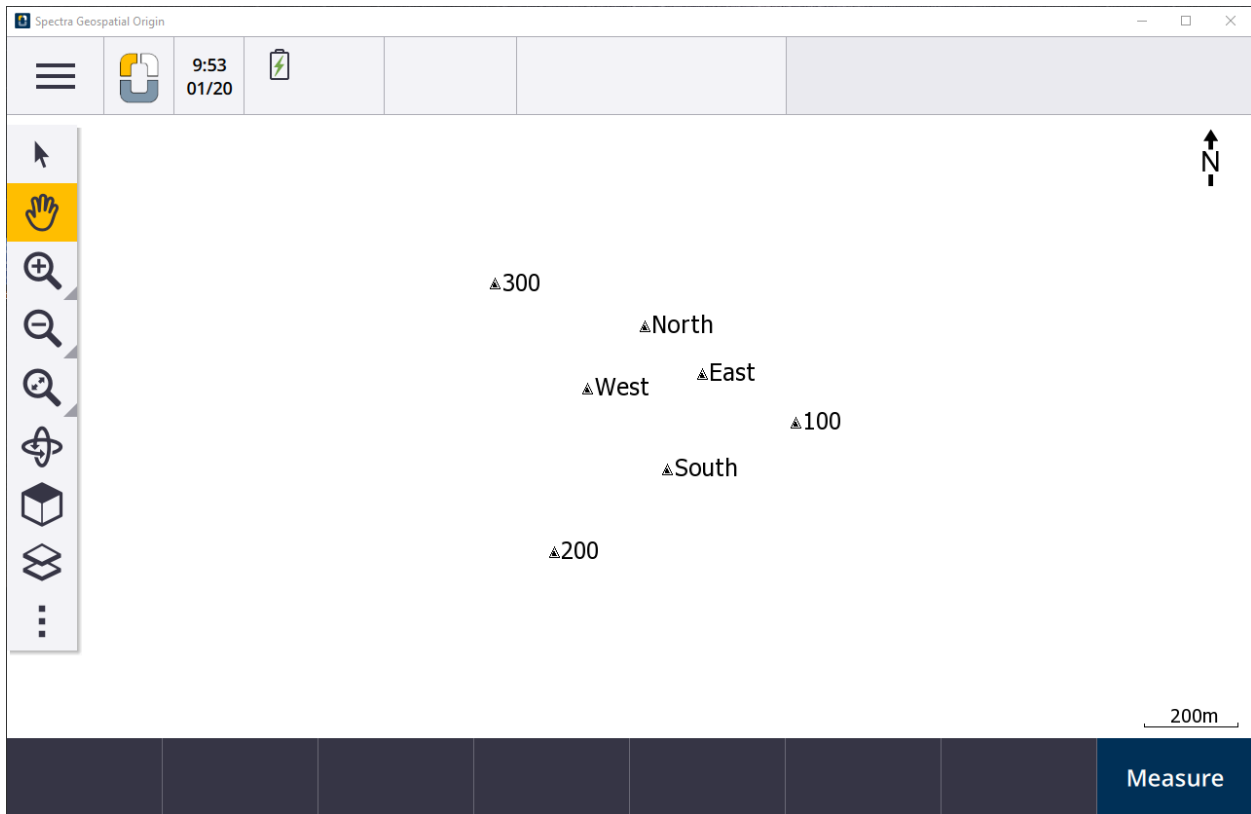 Spectra Geospatial Origin
9:53
01/20
N
300
North
East
West
100
South
200
200m
Measure